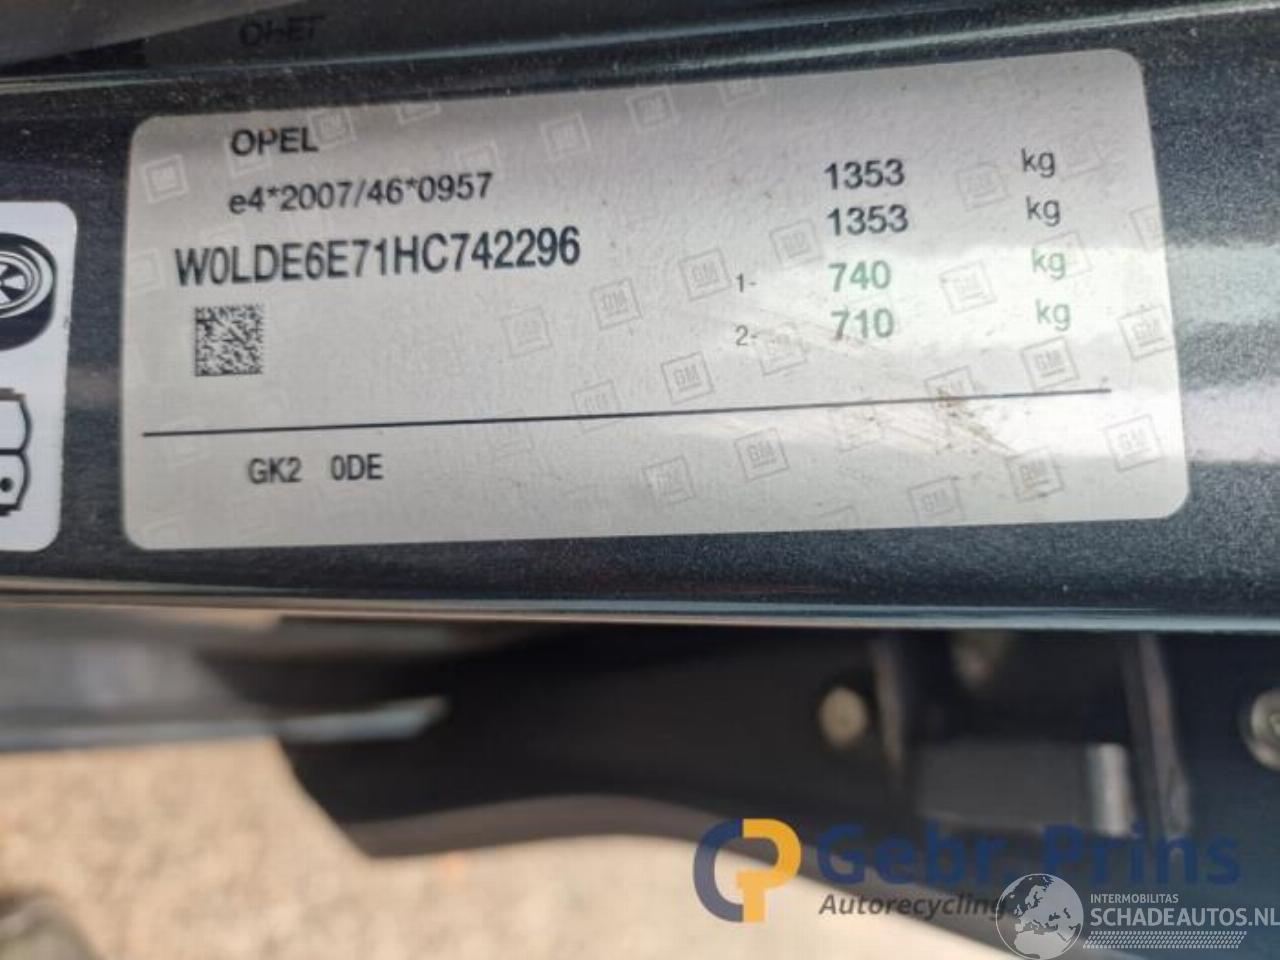 OPEL
e4*2007/46*0957
W0LDE6E71HC742296
1353 kg
1353 kg
1- 740 kg
2- 710 kg
GK2 0DE
GM
Gebr. Prins
Autorecycling
INTERMOBILITAS
SCHADEAUTOS.NL